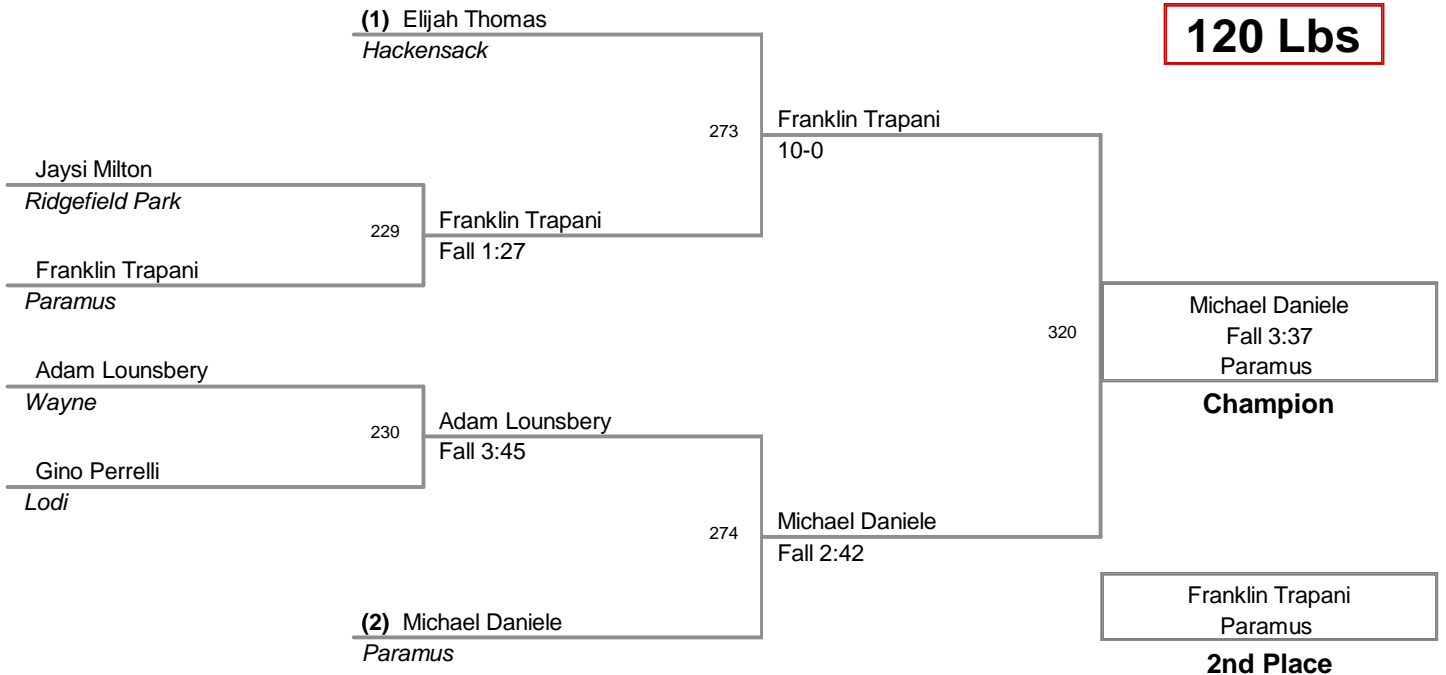 (1) Elijah Thomas
Hackensack
120 Lbs
273
Franklin Trapani
10-0
Jaysi Milton
Ridgefield Park
229
Franklin Trapani
Fall 1:27
Franklin Trapani
Paramus
Michael Daniele
Fall 3:37
Paramus
Champion
320
Adam Lounsbery
Wayne
230
Adam Lounsbery
Fall 3:45
Gino Perrelli
Lodi
274
Michael Daniele
Fall 2:42
(2) Michael Daniele
Paramus
Franklin Trapani
Paramus
2nd Place